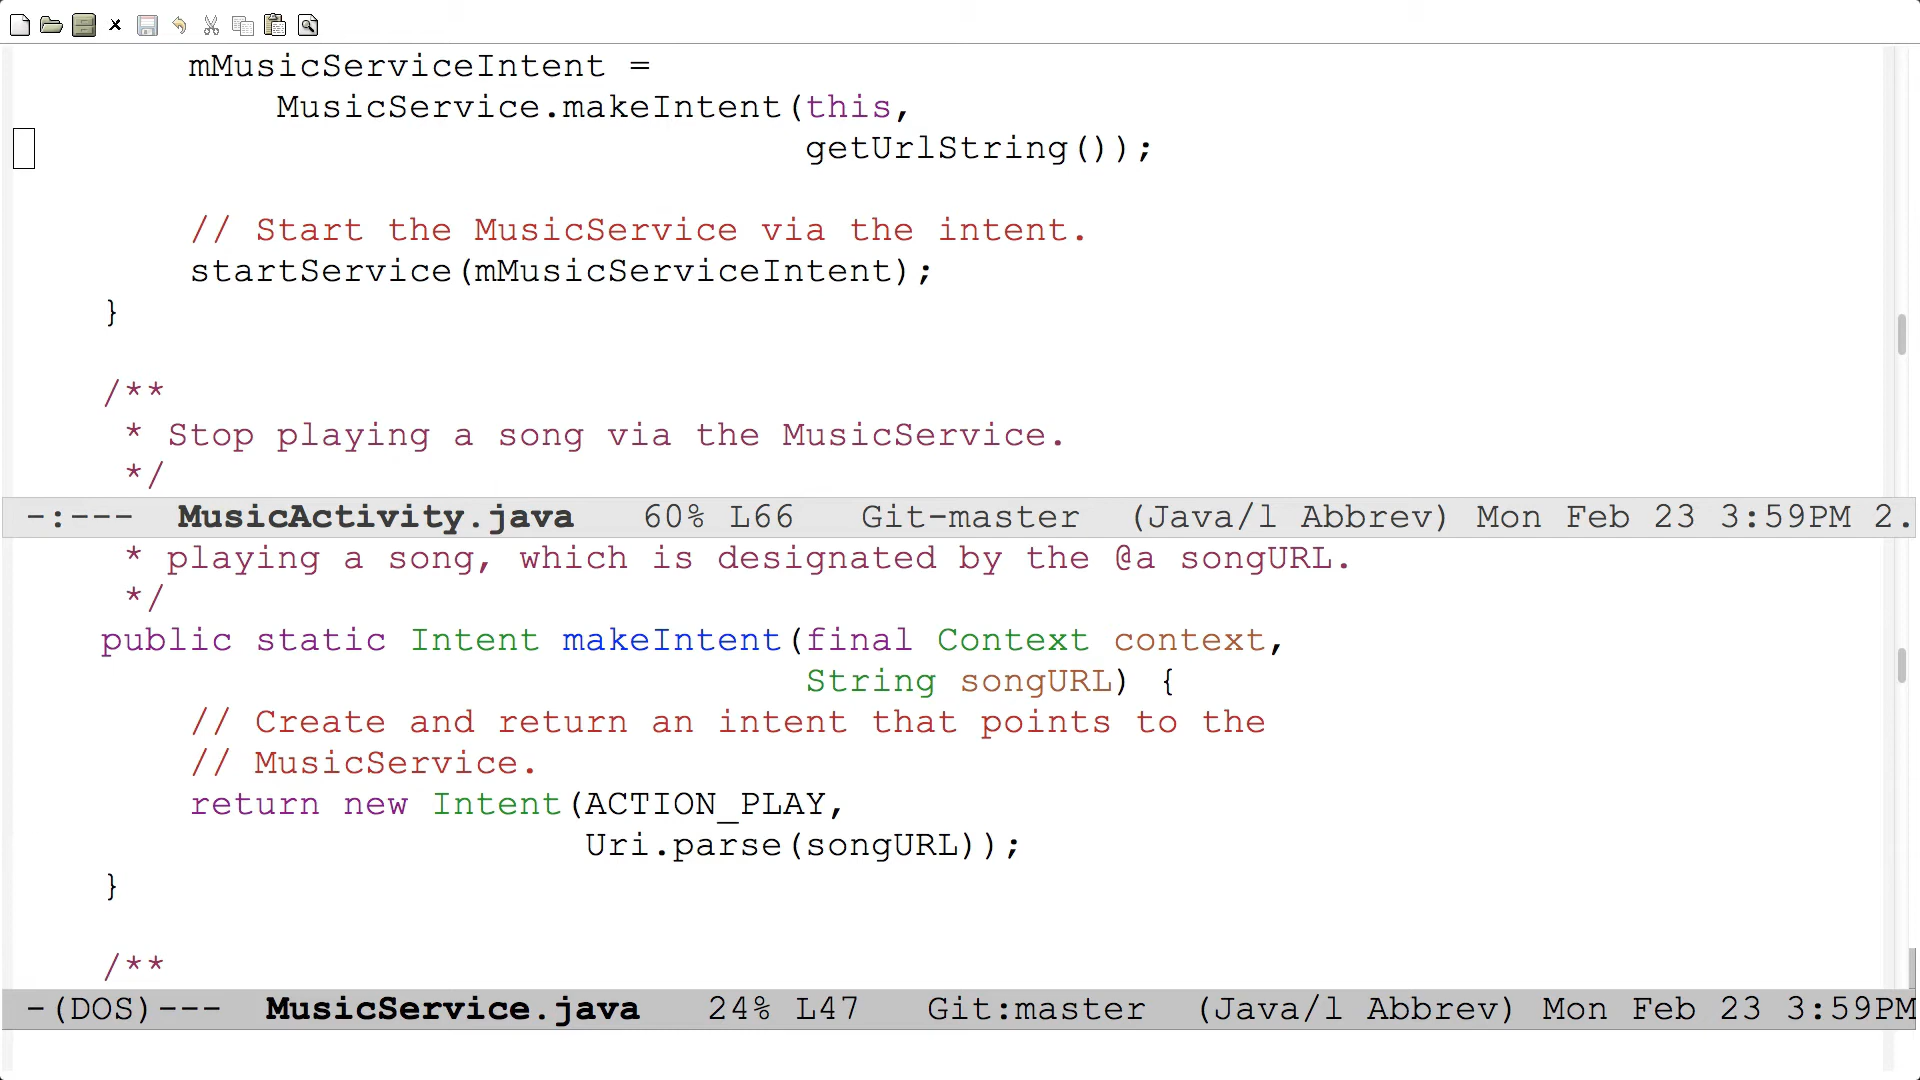 mMusicServiceIntent =
MusicService.makeIntent(this,
getUrlString());
// Start the MusicService via the intent.
startService(mMusicServiceIntent);
}
/**
* Stop playing a song via the MusicService.
*/
-:--- MusicActivity.java 60% L66 Git-master (Java/l Abbrev) Mon Feb 23 3:59PM 2.
* playing a song, which is designated by the @a songURL.
*/
public static Intent makeIntent(final Context context,
String songURL) {
// Create and return an intent that points to the
// MusicService.
return new Intent(ACTION_PLAY,
Uri.parse(songURL));
}
/**
-(DOS)--- MusicService.java 24% L47 Git:master (Java/l Abbrev) Mon Feb 23 3:59PM